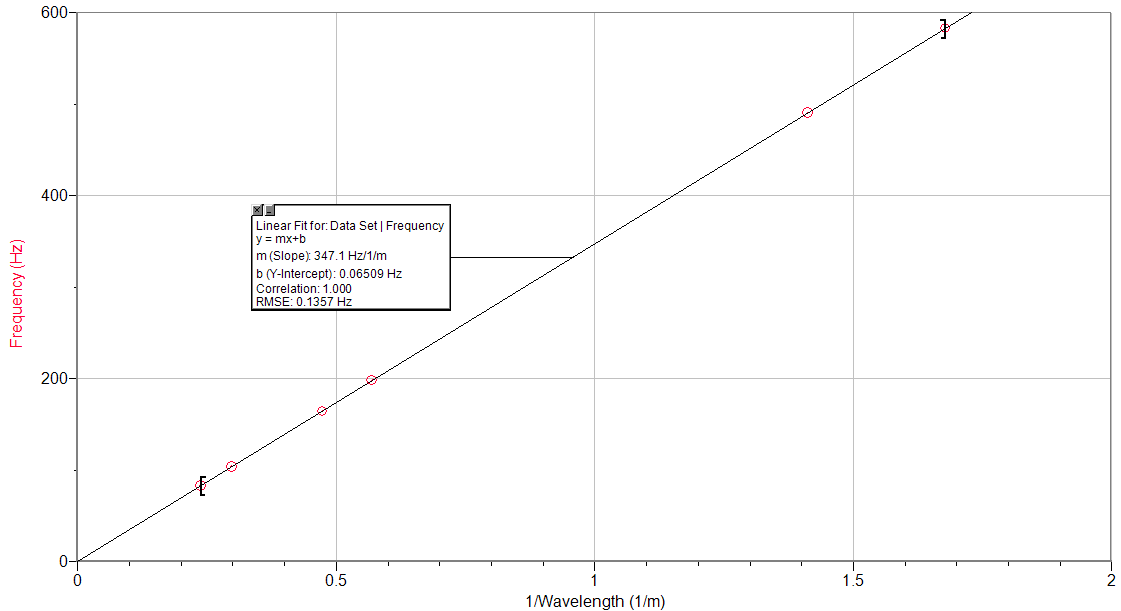 600
400
200
0
Frequency (Hz)
Linear Fit for: Data Set | Frequency
y = mx+b
m (Slope): 347.1 Hz/1/m
b (Y-Intercept): 0.06509 Hz
Correlation: 1.000
RMSE: 0.1357 Hz
0 0.5 1 1.5 2
1/Wavelength (1/m)